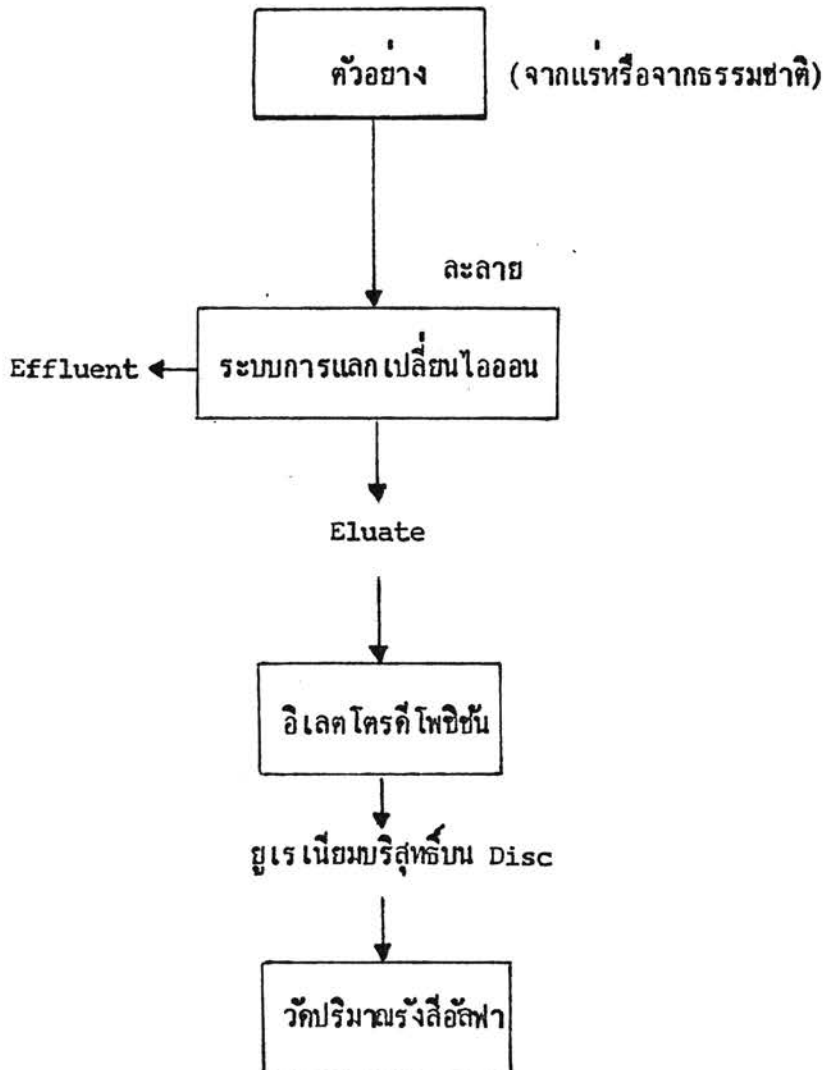 ตัวอย่าง (จากแร่หรือจากธรรมชาติ)
ละลาย
Effluent ระบบการแลกเปลี่ยนไอออน
Eluate
อิเลตโตรดีโพซิชัน
ยูเรเนียมบริสุทธิ์บน Disc
วัดปริมาณรังสีอัลฟา